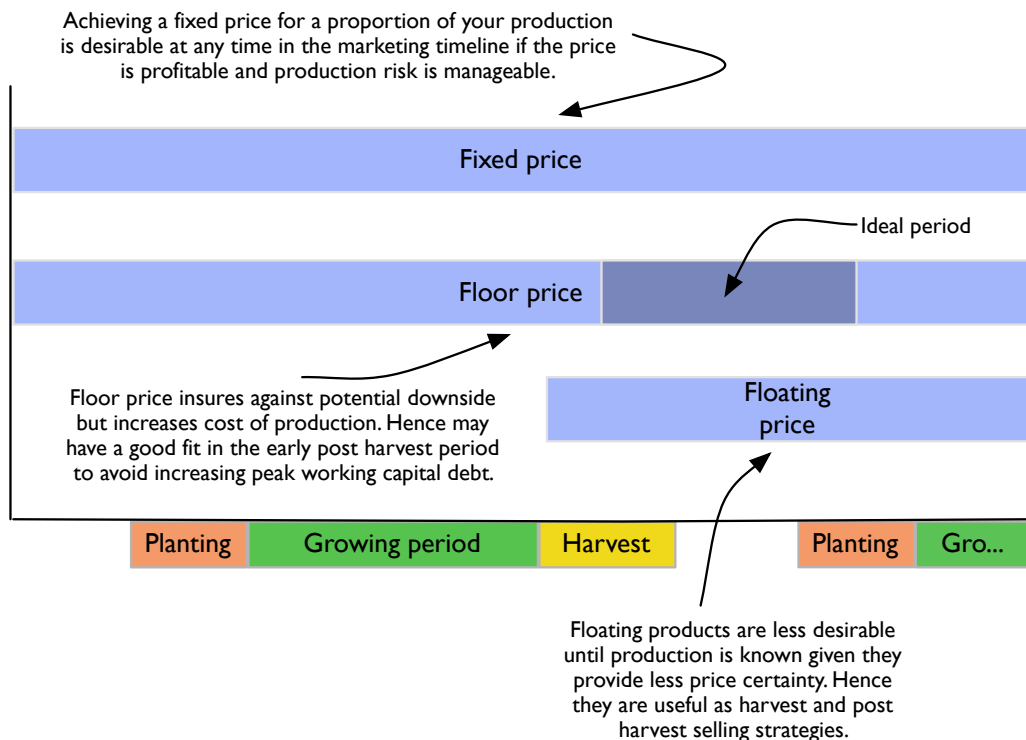 Achieving a fixed price for a proportion of your production
is desirable at any time in the marketing timeline if the price
is profitable and production risk is manageable.
Fixed price
Ideal period
Floor price
Floor price insures against potential downside
but increases cost of production. Hence may
have a good fit in the early post harvest period
to avoid increasing peak working capital debt.
Floating
price
Planting
Growing period
Harvest
Planting
Gro...
Floating products are less desirable
until production is known given they
provide less price certainty. Hence
they are useful as harvest and post
harvest selling strategies.